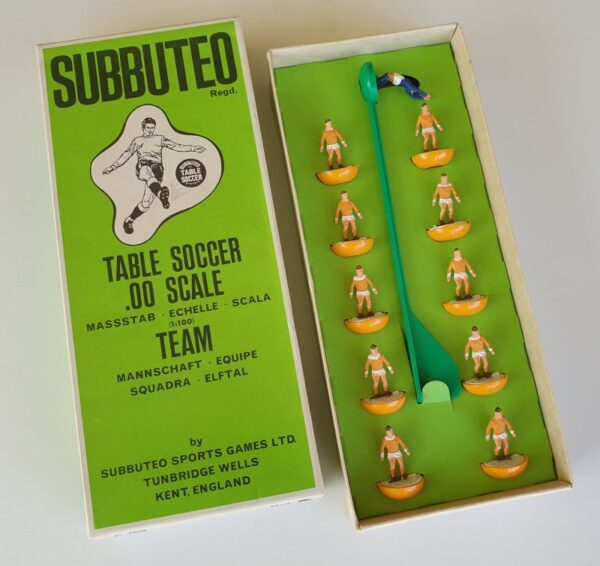 SUBBUTEO
Regd.
SUBBUTEO
TABLE
SOCCER
TABLE SOCCER
.00 SCALE
MASSSTAB · ECHELLE · SCALA
(1:100)
TEAM
MANNSCHAFT · EQUIPE
SQUADRA · ELFTAL
by
SUBBUTEO SPORTS GAMES LTD.
TUNBRIDGE WELLS
KENT, ENGLAND